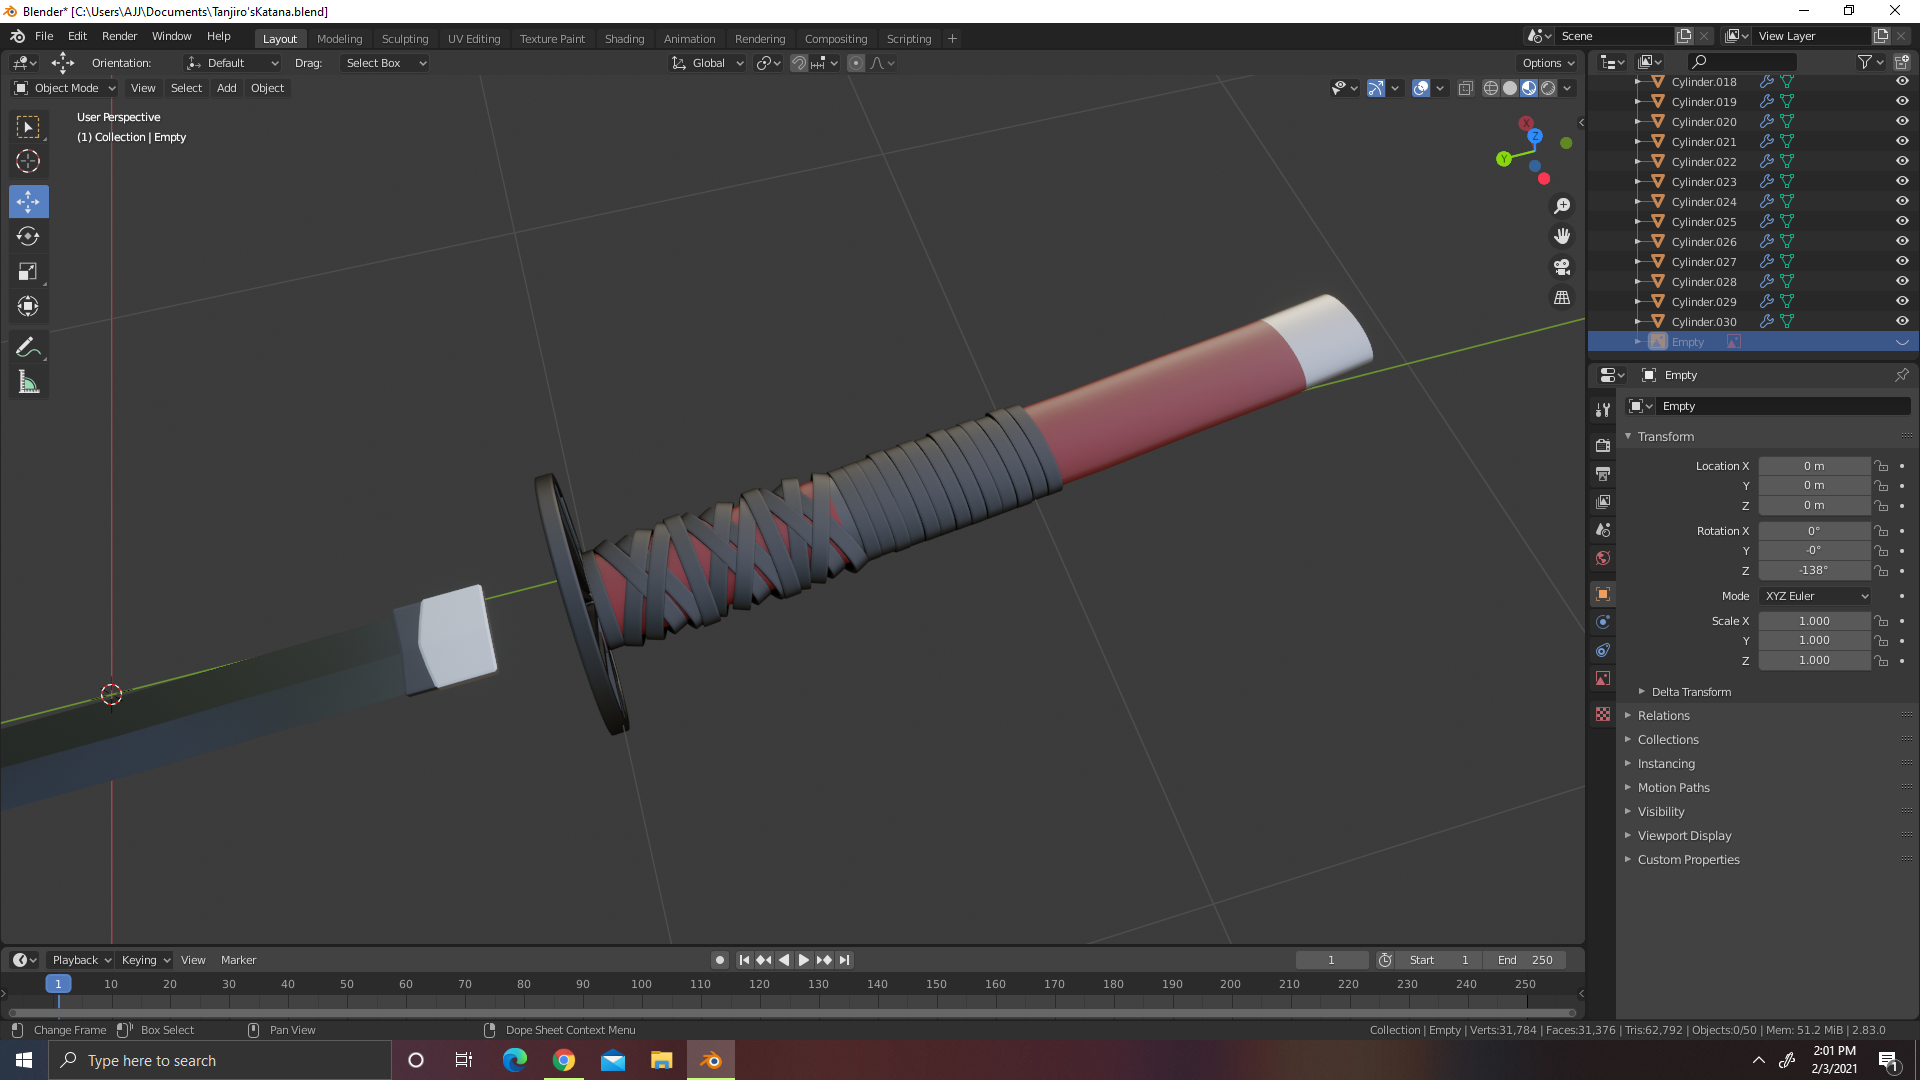 Blender* [C:\Users\AJJ\Documents\Tanjiro'sKatana.blend]
File Edit Render Window Help Layout Modeling Sculpting UV Editing Texture Paint Shading Animation Rendering Compositing Scripting + Scene View Layer
Orientation: Default Drag: Select Box Global Options
Object Mode View Select Add Object
User Perspective
(1) Collection | Empty
X
Z
Y
Cylinder.018
Cylinder.019
Cylinder.020
Cylinder.021
Cylinder.022
Cylinder.023
Cylinder.024
Cylinder.025
Cylinder.026
Cylinder.027
Cylinder.028
Cylinder.029
Cylinder.030
Empty
Empty
Empty
Transform
Location X 0 m
Y 0 m
Z 0 m
Rotation X 0°
Y -0°
Z -138°
Mode XYZ Euler
Scale X 1.000
Y 1.000
Z 1.000
Delta Transform
Relations
Collections
Instancing
Motion Paths
Visibility
Viewport Display
Custom Properties
Playback Keying View Marker 1 Start 1 End 250
1 10 20 30 40 50 60 70 80 90 100 110 120 130 140 150 160 170 180 190 200 210 220 230 240 250
Change Frame Box Select Pan View Dope Sheet Context Menu Collection | Empty | Verts:31,784 | Faces:31,376 | Tris:62,792 | Objects:0/50 | Mem: 51.2 MiB | 2.83.0
Type here to search
2:01 PM
2/3/2021
1